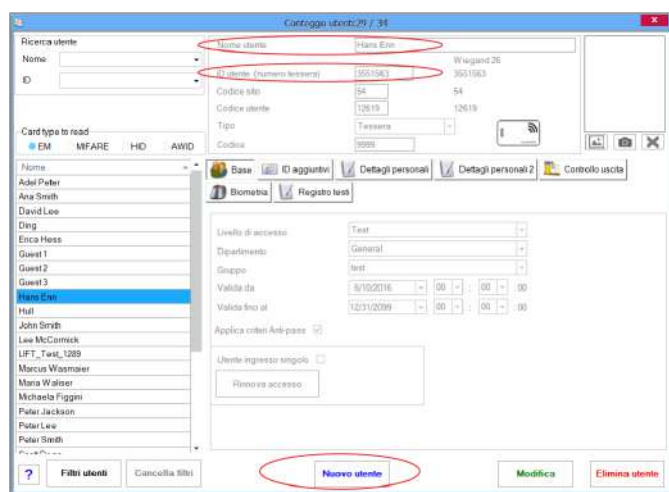 Conteggio utenti:29 / 34
Ricerca utente
Nome
ID
Card type to read
EM MIFARE HID AWID
Nome utente Hans Enn
Wiegand 26
ID utente (numero tessera) 3551563 3551563
Codice sito 54 54
Codice utente 12619 12619
Tipo Tessera
Codice 9999
Nome
Adel Peter
Ana Smith
David Lee
Ding
Erica Hess
Guest 1
Guest 2
Guest 3
Hans Enn
Hull
John Smith
Lee McCormick
LIFT_Test_1289
Marcus Wasmaier
Maria Waliser
Michaela Figgini
Peter Jackson
Peter Lee
Peter Smith
Base ID aggiuntivi Dettagli personali Dettagli personali 2 Controllo uscita
Biometria Registro testi
Livello di accesso Test
Dipartimento General
Gruppo test
Valida da 6/10/2016 00 : 00 : 00
Valida fino al 12/31/2099 00 : 00 : 00
Applica criteri Anti-pass
Utente ingresso singolo
Rinnova accesso
? Filtri utenti Cancella filtri Nuovo utente Modifica Elimina utente